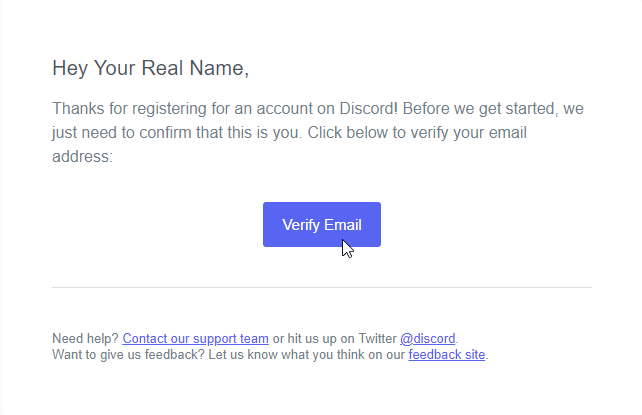 Hey Your Real Name,
Thanks for registering for an account on Discord! Before we get started, we
just need to confirm that this is you. Click below to verify your email
address:
Verify Email
Need help? Contact our support team or hit us up on Twitter @discord.
Want to give us feedback? Let us know what you think on our feedback site.